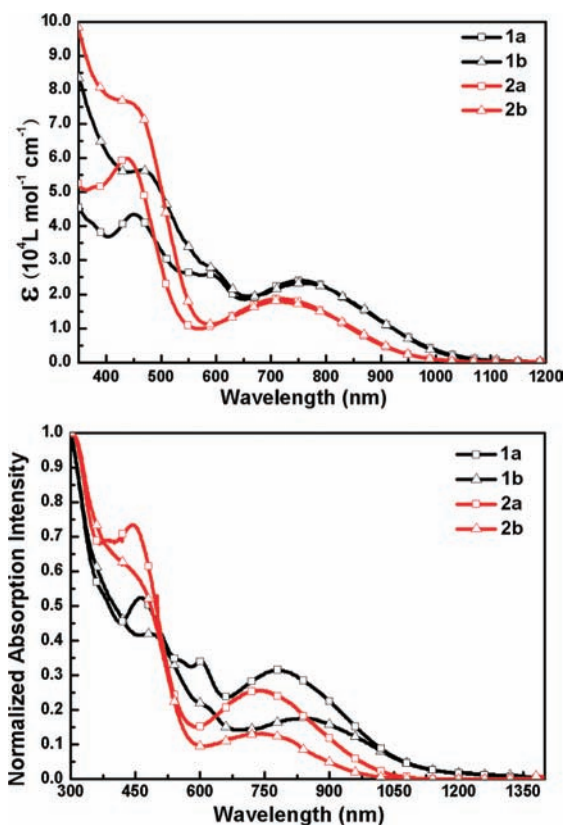 10.0
9.0
8.0
7.0
6.0
5.0
4.0
3.0
2.0
1.0
0.0
ε (10⁴L mol⁻¹ cm⁻¹)
1a
1b
2a
2b
400 500 600 700 800 900 1000 1100 1200
Wavelength (nm)
1.0
0.9
0.8
0.7
0.6
0.5
0.4
0.3
0.2
0.1
0.0
Normalized Absorption Intensity
1a
1b
2a
2b
300 450 600 750 900 1050 1200 1350
Wavelength (nm)